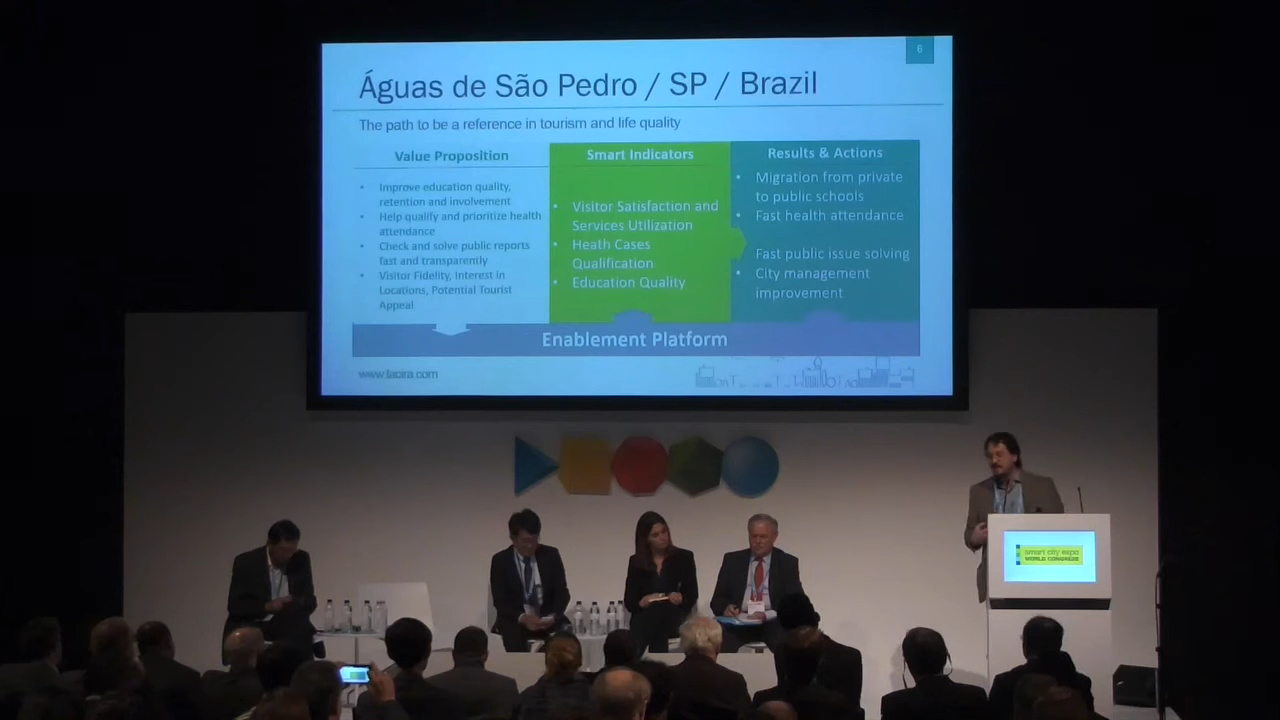 6
Águas de São Pedro / SP / Brazil
The path to be a reference in tourism and life quality
Value Proposition
• Improve education quality,
retention and involvement
• Help qualify and prioritize health
attendance
• Check and solve public reports
fast and transparently
• Visitor Fidelity, Interest in
Locations, Potential Tourist
Appeal
Smart Indicators
• Visitor Satisfaction and
Services Utilization
• Heath Cases
Qualification
• Education Quality
Results & Actions
• Migration from private
to public schools
• Fast health attendance
Fast public issue solving
• City management
improvement
Enablement Platform
www.tacira.com
smart city expo
WORLD CONGRESS